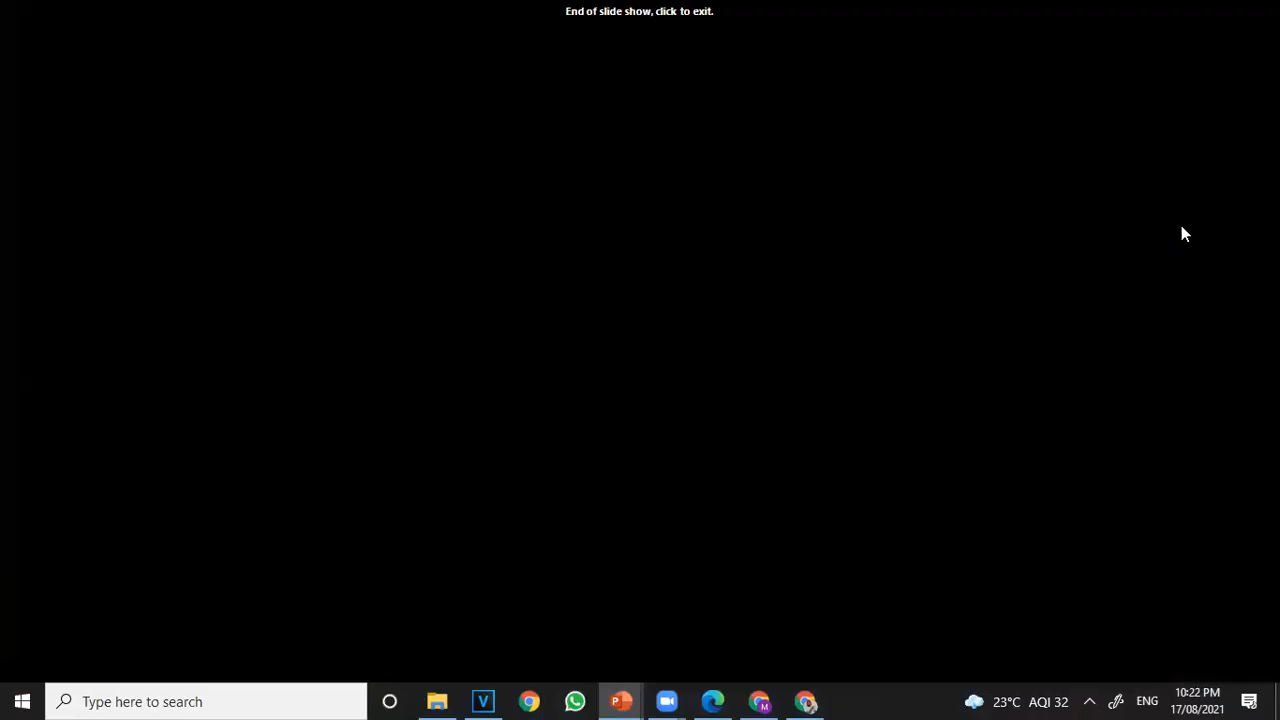 End of slide show, click to exit.
Type here to search
V
P
M
23°C AQI 32
ENG
10:22 PM
17/08/2021